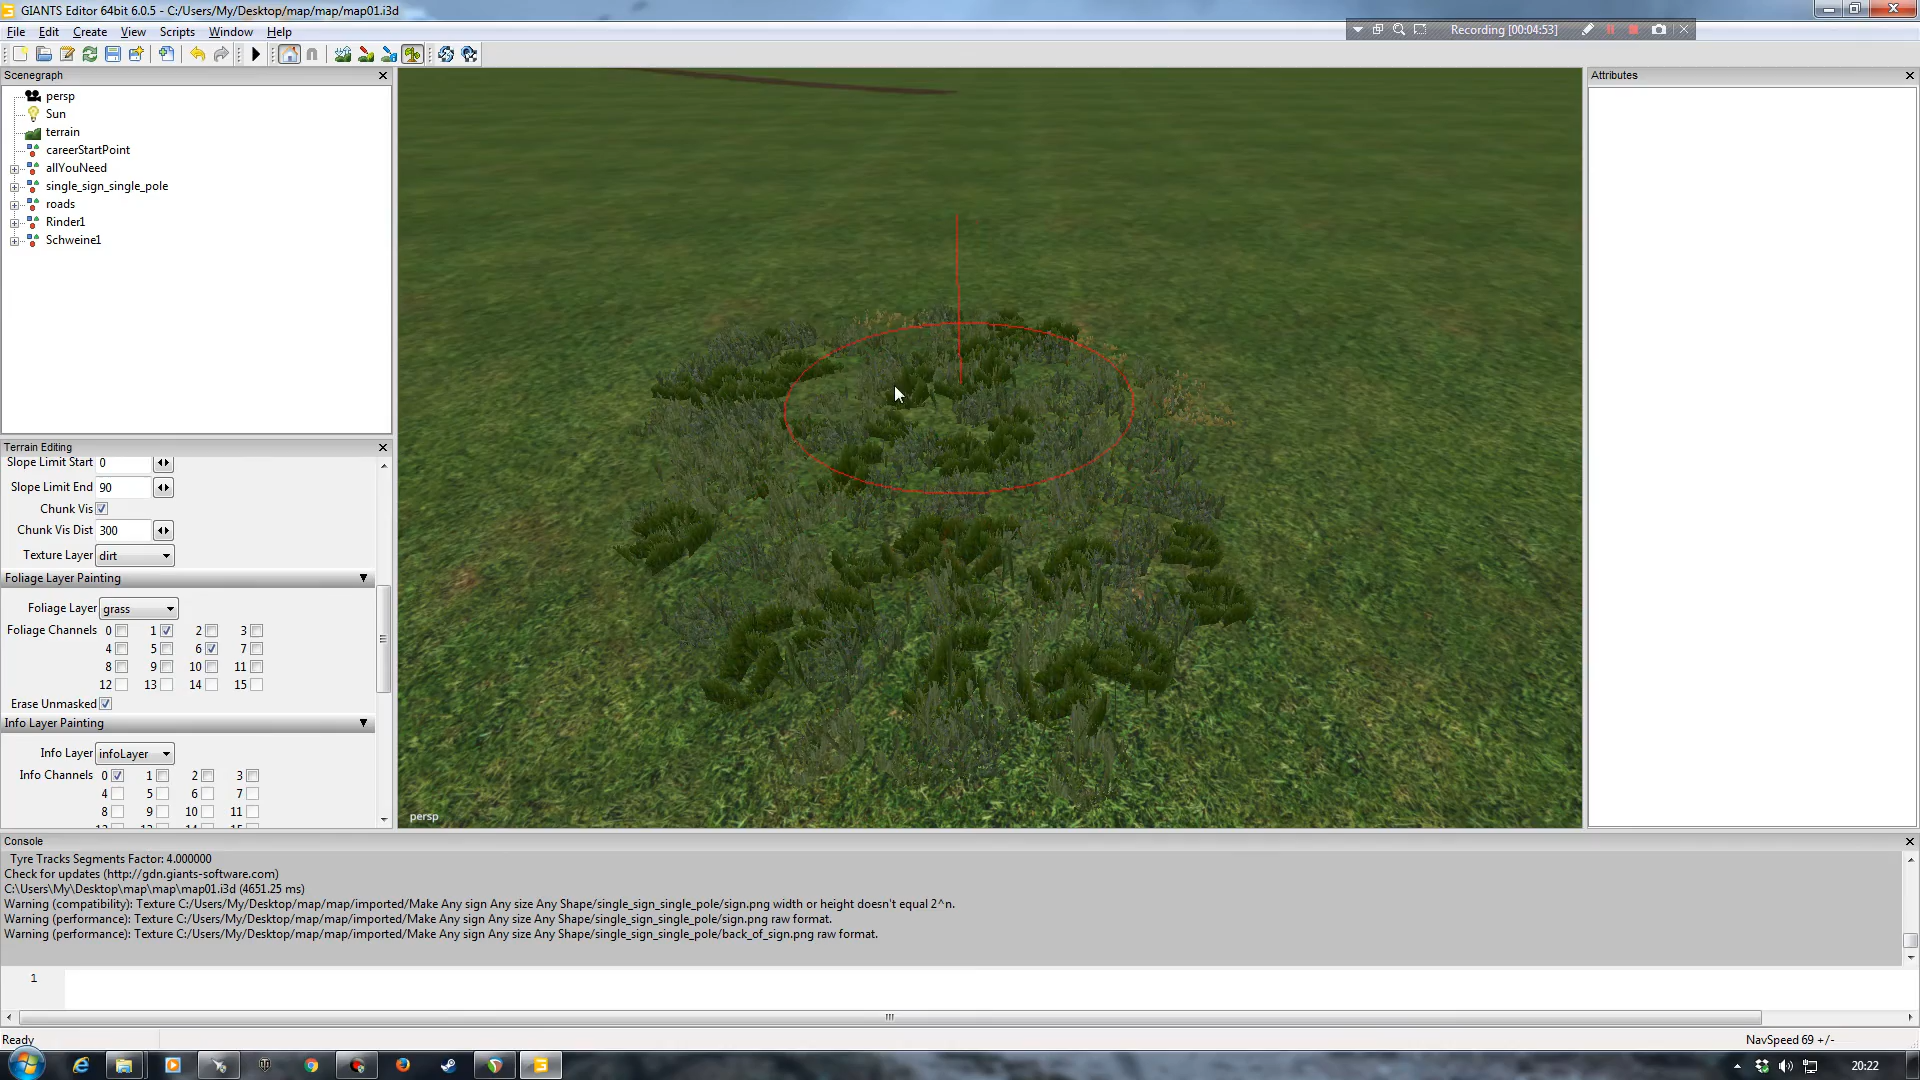 GIANTS Editor 64bit 6.0.5 - C:/Users/My/Desktop/map/map/map01.i3d
File Edit Create View Scripts Window Help
Recording [00:04:53]
Scenegraph
persp
Sun
terrain
careerStartPoint
allYouNeed
single_sign_single_pole
roads
Rinder1
Schweine1
Attributes
Terrain Editing
Slope Limit Start 0
Slope Limit End 90
Chunk Vis
Chunk Vis Dist 300
Texture Layer dirt
Foliage Layer Painting
Foliage Layer grass
Foliage Channels 0 1 2 3
4 5 6 7
8 9 10 11
12 13 14 15
Erase Unmasked
Info Layer Painting
Info Layer infoLayer
Info Channels 0 1 2 3
4 5 6 7
8 9 10 11
persp
Console
Tyre Tracks Segments Factor: 4.000000
Check for updates (http://gdn.giants-software.com)
C:\Users\My\Desktop\map\map\map01.i3d (4651.25 ms)
Warning (compatibility): Texture C:/Users/My/Desktop/map/map/imported/Make Any sign Any size Any Shape/single_sign_single_pole/sign.png width or height doesn't equal 2^n.
Warning (performance): Texture C:/Users/My/Desktop/map/map/imported/Make Any sign Any size Any Shape/single_sign_single_pole/sign.png raw format.
Warning (performance): Texture C:/Users/My/Desktop/map/map/imported/Make Any sign Any size Any Shape/single_sign_single_pole/back_of_sign.png raw format.
1
Ready
NavSpeed 69 +/-
20:22